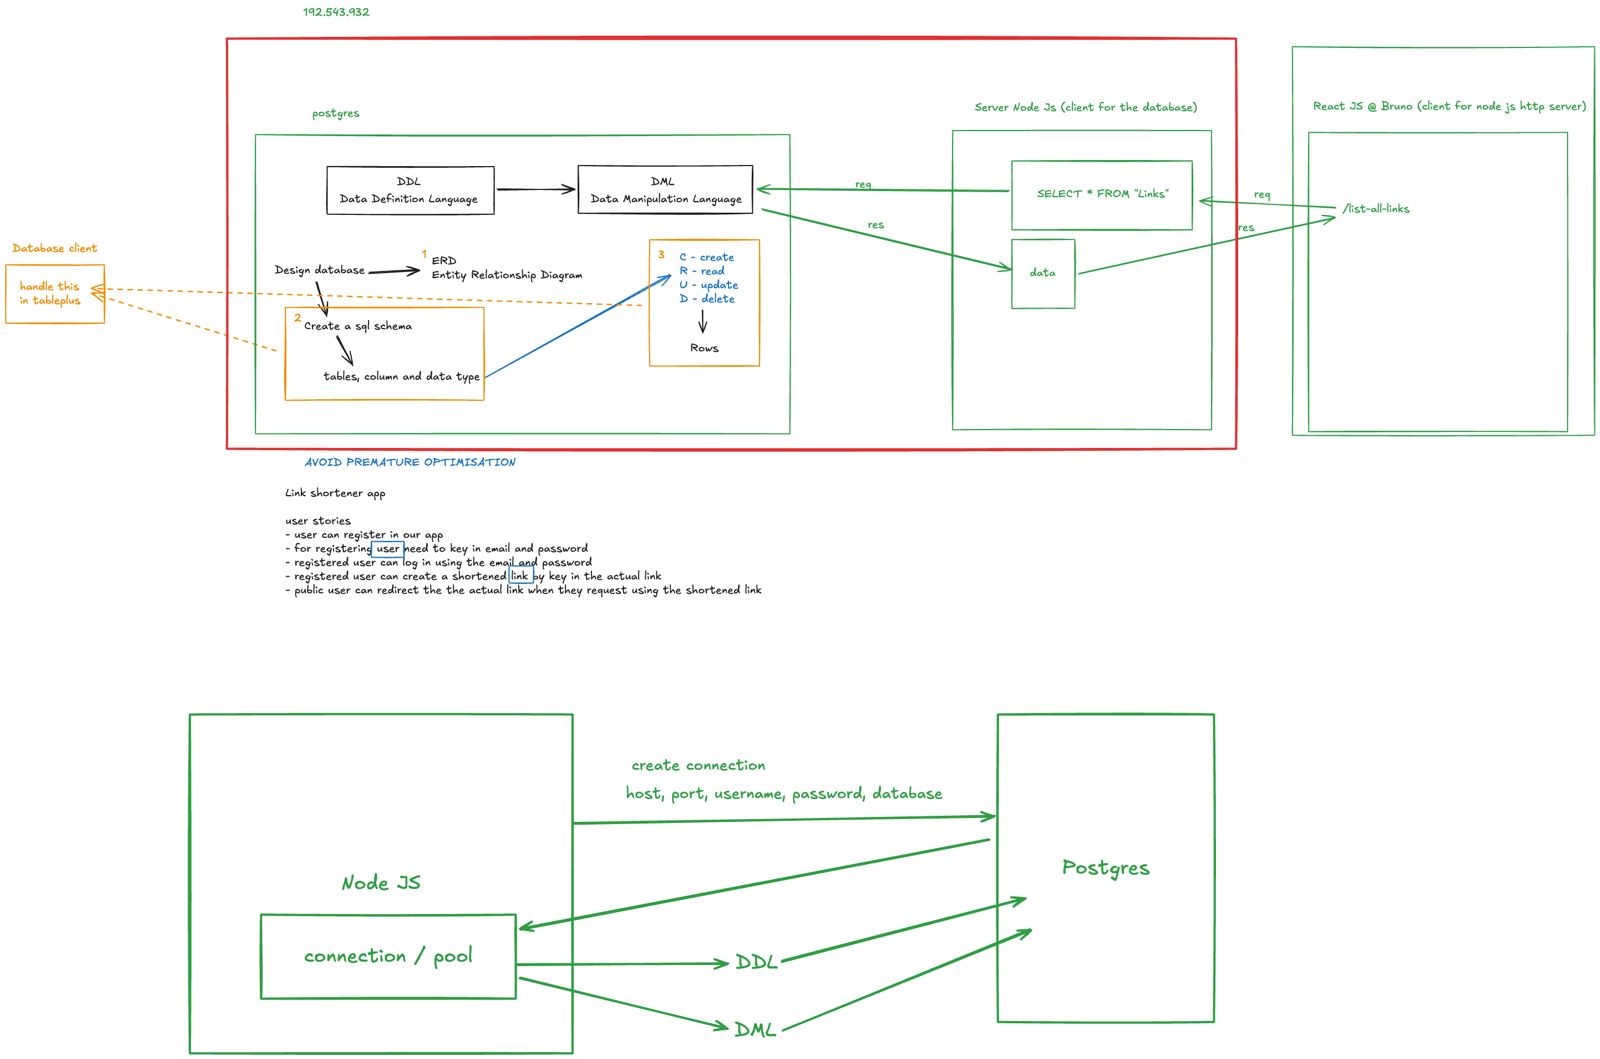 192.543.932
postgres
Server Node Js (client for the database)
React JS @ Bruno (client for node js http server)
DDL
Data Definition Language
DML
Data Manipulation Language
req
SELECT * FROM "Links"
req
/list-all-links
res
res
Database client
handle this
in tableplus
Design database
1
ERD
Entity Relationship Diagram
3
C - create
R - read
U - update
D - delete
Rows
data
2
Create a sql schema
tables, column and data type
AVOID PREMATURE OPTIMISATION
Link shortener app
user stories
- user can register in our app
- for registering user need to key in email and password
- registered user can log in using the email and password
- registered user can create a shortened link by key in the actual link
- public user can redirect the the actual link when they request using the shortened link
create connection
host, port, username, password, database
Node JS
connection / pool
Postgres
DDL
DML